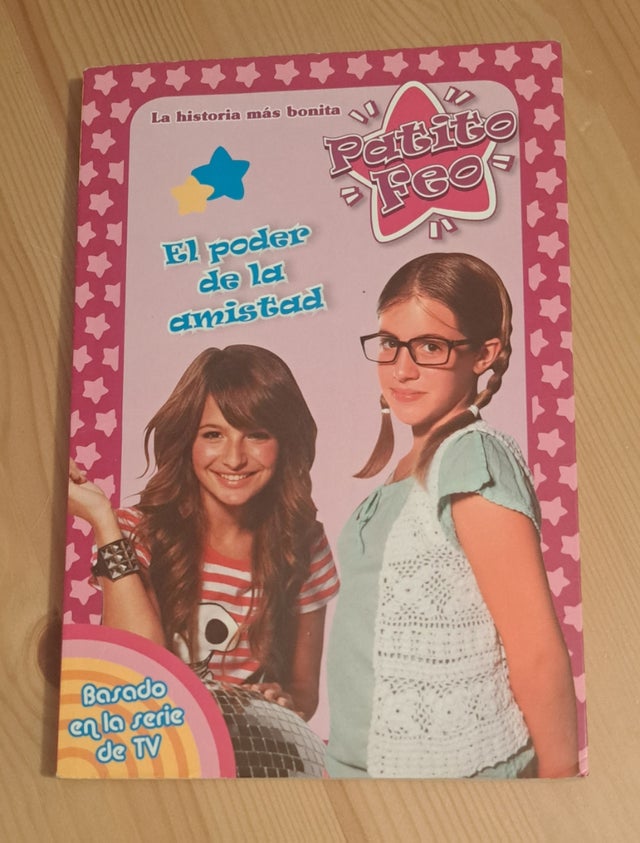 La historia más bonita
Patito
Feo
El poder
de la
amistad
Basado
en la serie
de TV